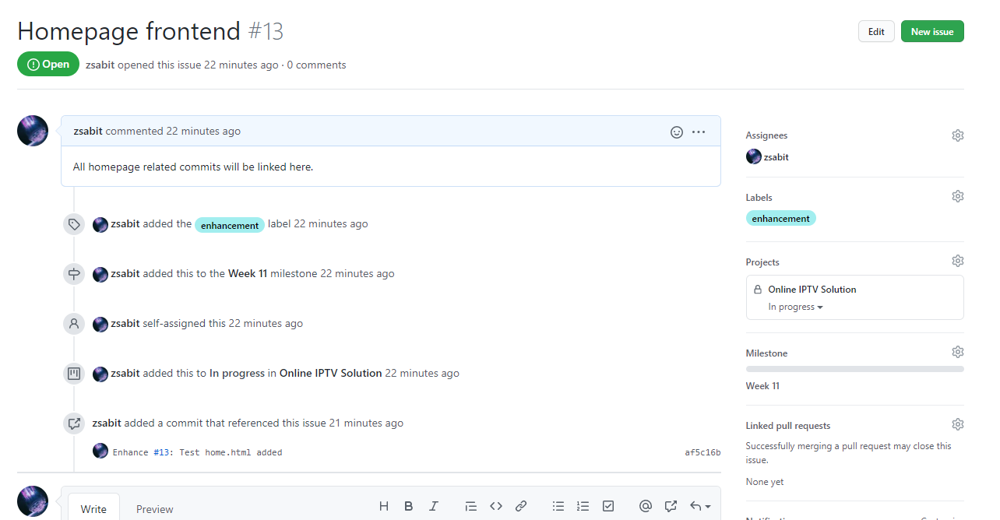 Homepage frontend #13
Edit
New issue
Open
zsabit opened this issue 22 minutes ago · 0 comments
zsabit commented 22 minutes ago
All homepage related commits will be linked here.
zsabit added the enhancement label 22 minutes ago
zsabit added this to the Week 11 milestone 22 minutes ago
zsabit self-assigned this 22 minutes ago
zsabit added this to In progress in Online IPTV Solution 22 minutes ago
zsabit added a commit that referenced this issue 21 minutes ago
Enhance #13: Test home.html added
af5c16b
Write
Preview
Assignees
zsabit
Labels
enhancement
Projects
Online IPTV Solution
In progress
Milestone
Week 11
Linked pull requests
Successfully merging a pull request may close this
issue.
None yet